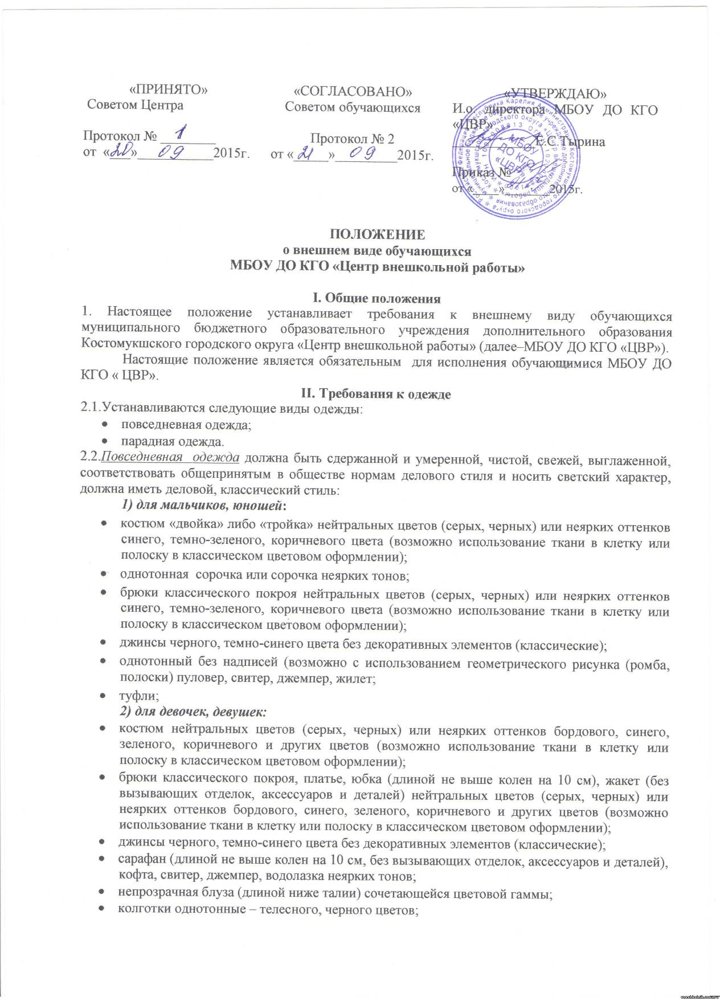 «ПРИНЯТО»
Советом Центра
Протокол № 1
от «20» 09 2015г.
«СОГЛАСОВАНО»
Советом обучающихся
Протокол № 2
от «21» 09 2015г.
«УТВЕРЖДАЮ»
И.о. директора МБОУ ДО КГО
«ЦВР»
Е.С. Тырина
Приказ №
от « » 2015г.
МБОУ
ДО КГО
«ЦВР»
ПОЛОЖЕНИЕ
о внешнем виде обучающихся
МБОУ ДО КГО «Центр внешкольной работы»
I. Общие положения
1. Настоящее положение устанавливает требования к внешнему виду обучающихся
муниципального бюджетного образовательного учреждения дополнительного образования
Костомукшского городского округа «Центр внешкольной работы» (далее–МБОУ ДО КГО «ЦВР»).
Настоящие положение является обязательным для исполнения обучающимися МБОУ ДО
КГО « ЦВР».
II. Требования к одежде
2.1.Устанавливаются следующие виды одежды:
• повседневная одежда;
• парадная одежда.
2.2.Повседневная одежда должна быть сдержанной и умеренной, чистой, свежей, выглаженной,
соответствовать общепринятым в обществе нормам делового стиля и носить светский характер,
должна иметь деловой, классический стиль:
1) для мальчиков, юношей:
• костюм «двойка» либо «тройка» нейтральных цветов (серых, черных) или неярких оттенков
синего, темно-зеленого, коричневого цвета (возможно использование ткани в клетку или
полоску в классическом цветовом оформлении);
• однотонная сорочка или сорочка неярких тонов;
• брюки классического покроя нейтральных цветов (серых, черных) или неярких оттенков
синего, темно-зеленого, коричневого цвета (возможно использование ткани в клетку или
полоску в классическом цветовом оформлении);
• джинсы черного, темно-синего цвета без декоративных элементов (классические);
• однотонный без надписей (возможно с использованием геометрического рисунка (ромба,
полоски) пуловер, свитер, джемпер, жилет;
• туфли;
2) для девочек, девушек:
• костюм нейтральных цветов (серых, черных) или неярких оттенков бордового, синего,
зеленого, коричневого и других цветов (возможно использование ткани в клетку или
полоску в классическом цветовом оформлении);
• брюки классического покроя, платье, юбка (длиной не выше колен на 10 см), жакет (без
вызывающих отделок, аксессуаров и деталей) нейтральных цветов (серых, черных) или
неярких оттенков бордового, синего, зеленого, коричневого и других цветов (возможно
использование ткани в клетку или полоску в классическом цветовом оформлении);
• джинсы черного, темно-синего цвета без декоративных элементов (классические);
• сарафан (длиной не выше колен на 10 см, без вызывающих отделок, аксессуаров и деталей),
кофта, свитер, джемпер, водолазка неярких тонов;
• непрозрачная блуза (длиной ниже талии) сочетающейся цветовой гаммы;
• колготки однотонные – телесного, черного цветов;